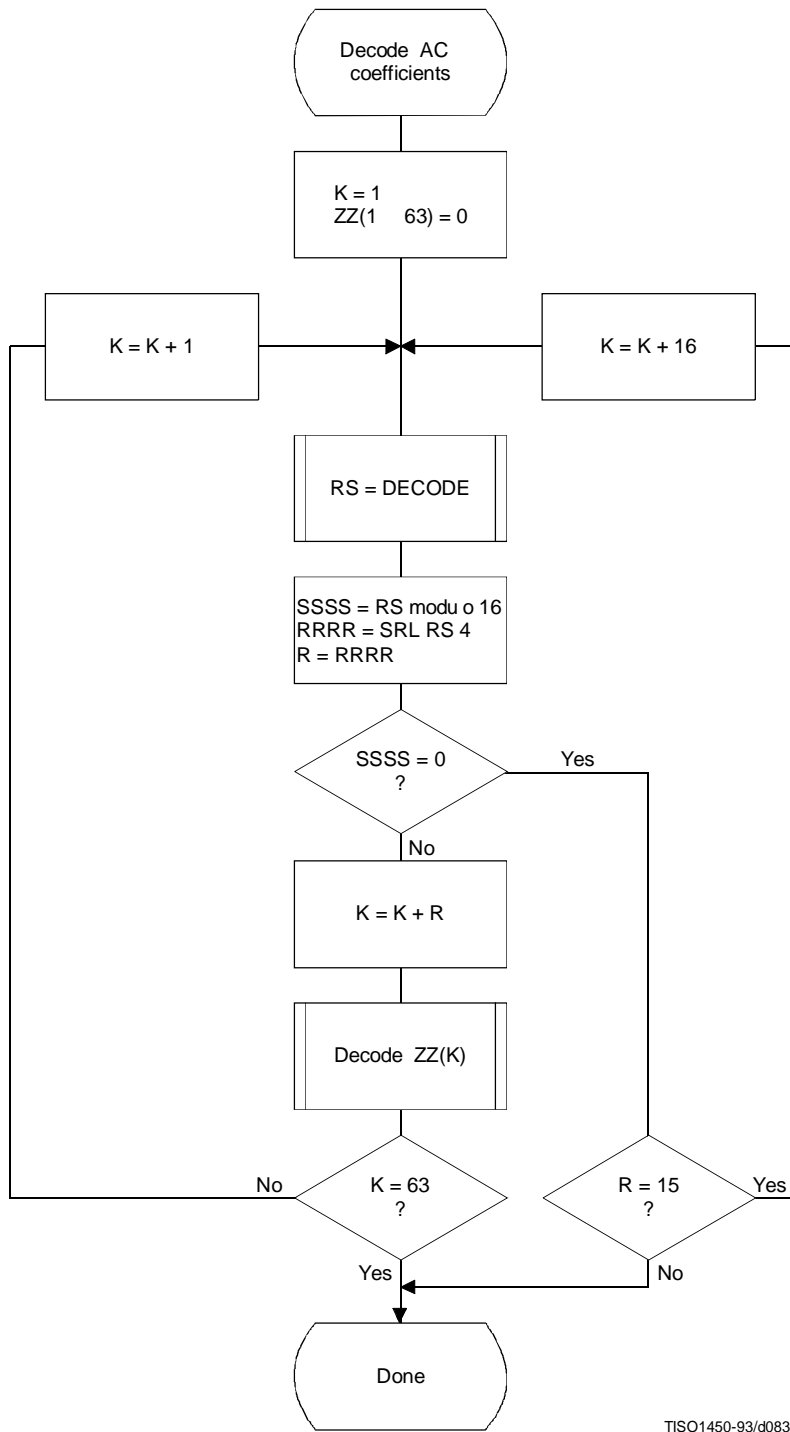 Decode AC
coefficients
K = 1
ZZ(1 63) = 0
K = K + 1
K = K + 16
RS = DECODE
SSSS = RS modu o 16
RRRR = SRL RS 4
R = RRRR
SSSS = 0
?
Yes
No
K = K + R
Decode ZZ(K)
No
K = 63
?
R = 15
?
Yes
Yes
No
Done
TISO1450-93/d083